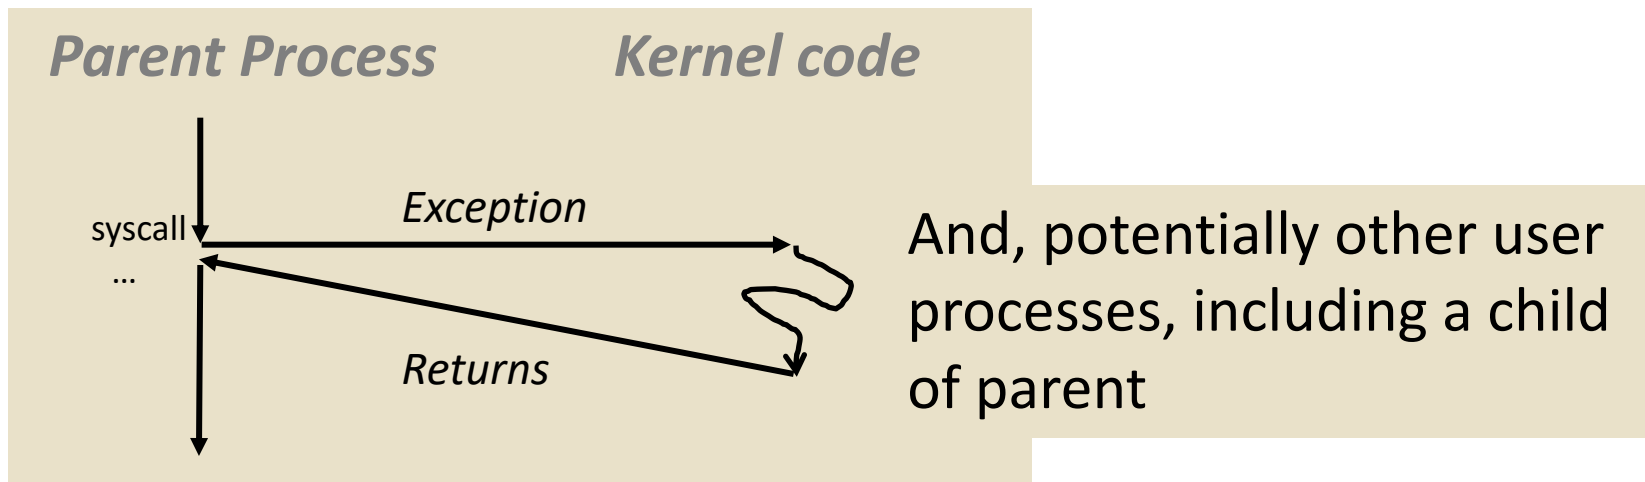 Parent Process
Kernel code
syscall
Exception
...
Returns
And, potentially other user
processes, including a child
of parent